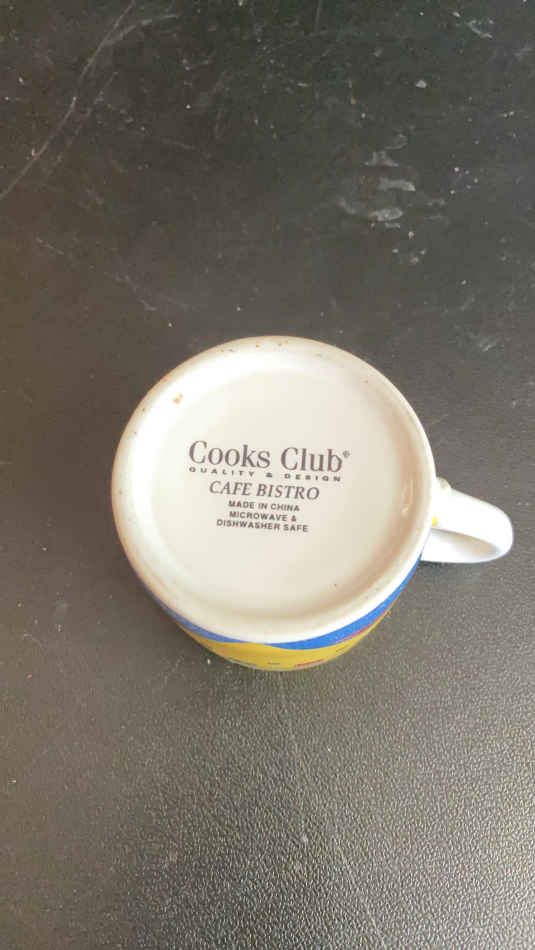 Cooks Club®
QUALITY & DESIGN
CAFE BISTRO
MADE IN CHINA
MICROWAVE &
DISHWASHER SAFE